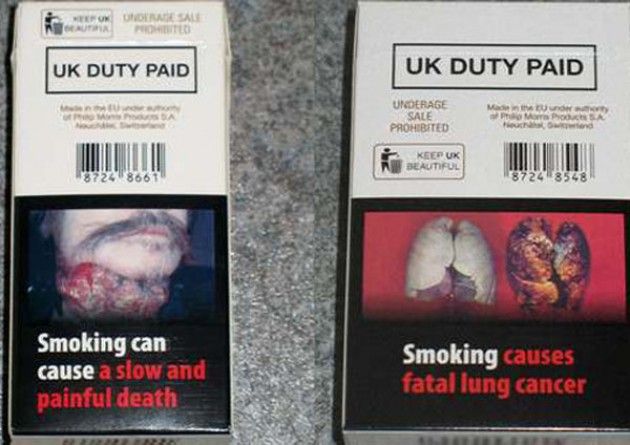 KEEP UK
BEAUTIFUL
UNDERAGE SALE
PROHIBITED
UK DUTY PAID
Made in the EU under authority
of Philip Morris Products S.A.
Neuchâtel, Switzerland
8724 8661
Smoking can
cause a slow and
painful death
UK DUTY PAID
UNDERAGE
SALE
PROHIBITED
Made in the EU under authority
of Philip Morris Products S.A.
Neuchâtel, Switzerland
KEEP UK
BEAUTIFUL
8724 8548
Smoking causes
fatal lung cancer